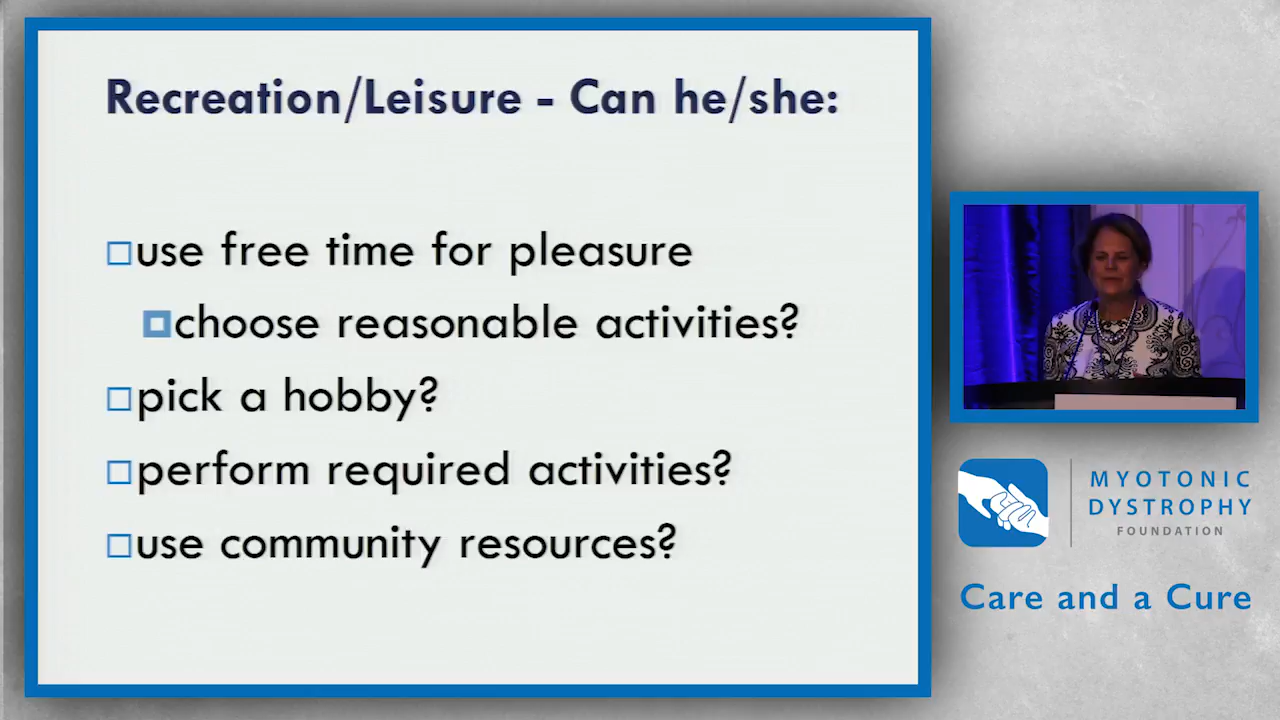 Recreation/Leisure - Can he/she:
use free time for pleasure
choose reasonable activities?
pick a hobby?
perform required activities?
use community resources?
MYOTONIC
DYSTROPHY
FOUNDATION
Care and a Cure